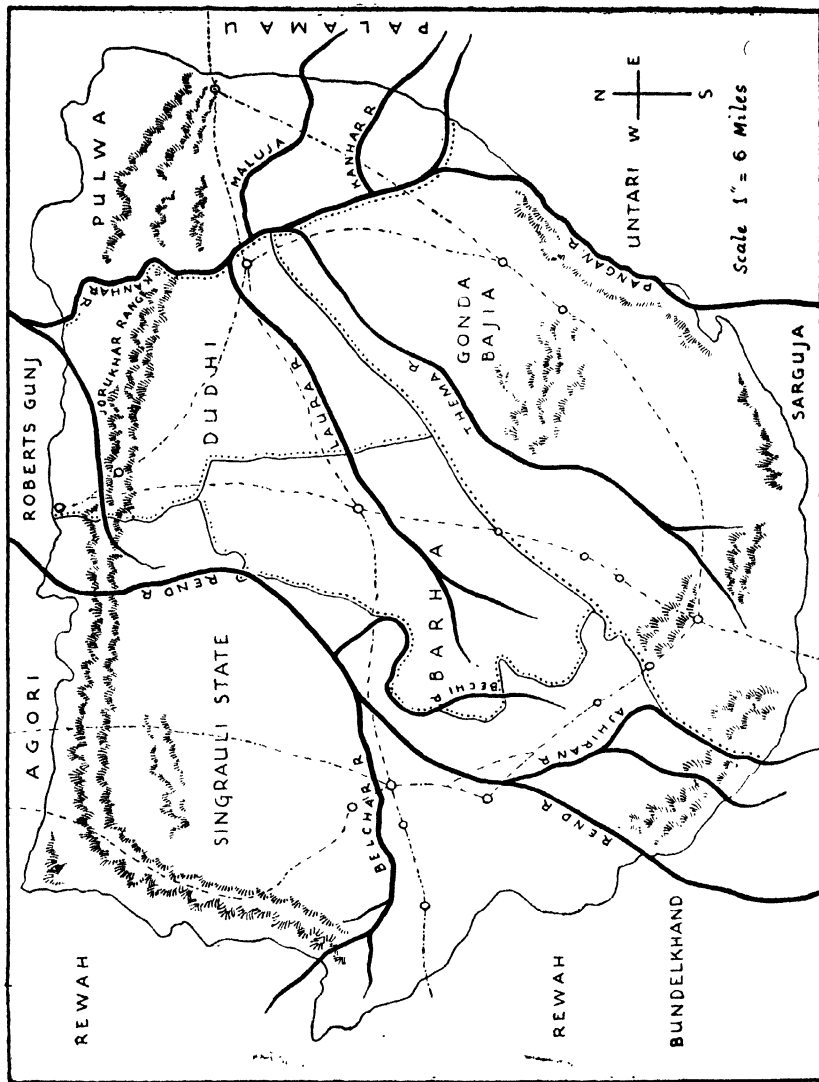 AGORI
ROBERTS GUNJ
REWAH
PULWA
KANHAR R
JORUKHAR RANGE
PALAMAU
REND R
SINGRAULI STATE
DUDHI
MALUJA
LAURA R
KANHAR R
BELCHAR R
BARHA
BECHI R
GONDA
BAJIA
THEMA R
AJHIRAN R
REND R
PANGAN R
REWAH
BUNDELKHAND
UNTARI
N
W E
S
Scale 1" = 6 Miles
SARGUJA